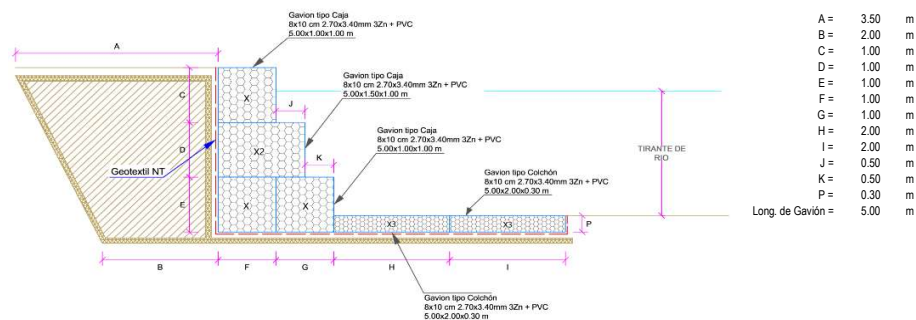 Gavion tipo Caja
8x10 cm 2.70x3.40mm 3Zn + PVC
5.00x1.00x1.00 m
A
Gavion tipo Caja
8x10 cm 2.70x3.40mm 3Zn + PVC
5.00x1.50x1.00 m
C
X
J
Gavion tipo Caja
8x10 cm 2.70x3.40mm 3Zn + PVC
5.00x1.00x1.00 m
D
X2
K
TIRANTE DE
RIO
Geotextil NT
Gavion tipo Colchón
8x10 cm 2.70x3.40mm 3Zn + PVC
5.00x2.00x0.30 m
E
X
X
X3
X3
P
B
F
G
H
I
Gavion tipo Colchón
8x10 cm 2.70x3.40mm 3Zn + PVC
5.00x2.00x0.30 m
A = 3.50 m
B = 2.00 m
C = 1.00 m
D = 1.00 m
E = 1.00 m
F = 1.00 m
G = 1.00 m
H = 2.00 m
I = 2.00 m
J = 0.50 m
K = 0.50 m
P = 0.30 m
Long. de Gavión = 5.00 m